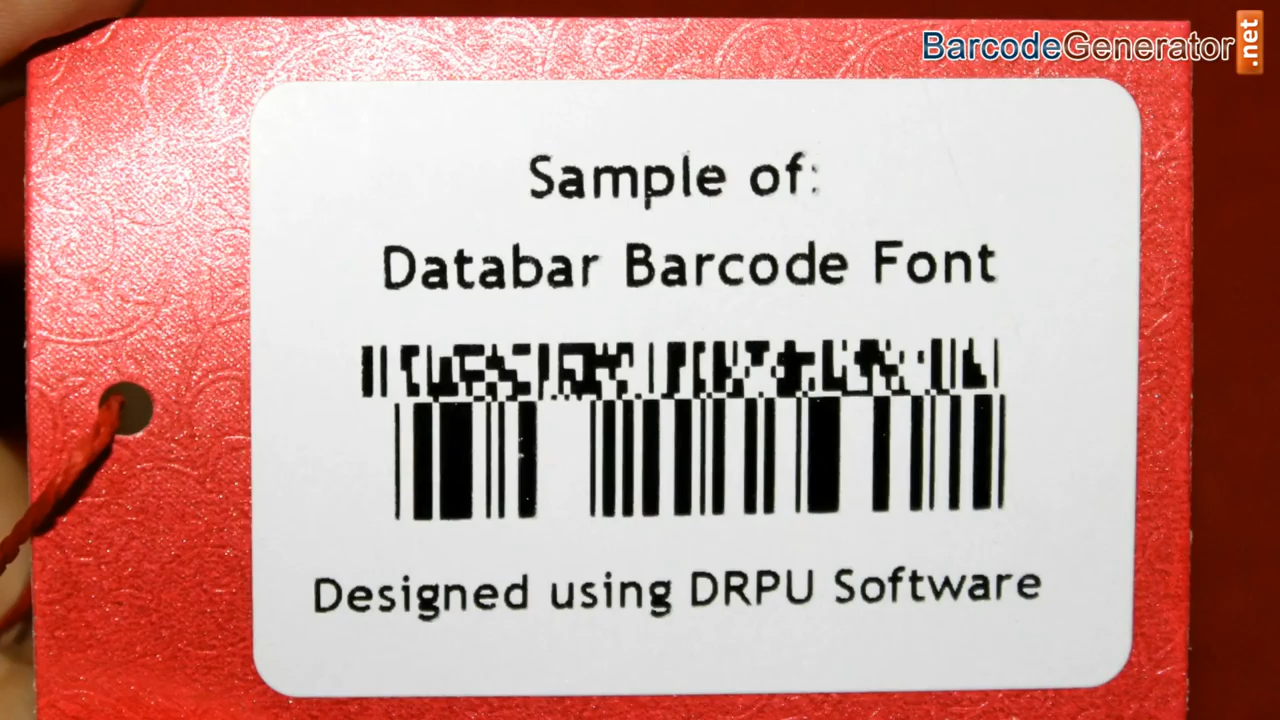 BarcodeGenerator.net
Sample of:
Databar Barcode Font
Designed using DRPU Software